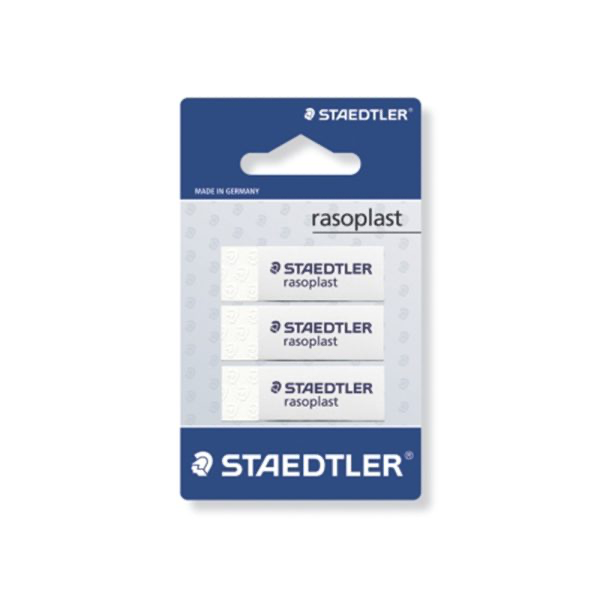 STAEDTLER®
MADE IN GERMANY
rasoplast
STAEDTLER
rasoplast
STAEDTLER
rasoplast
STAEDTLER
rasoplast
STAEDTLER®